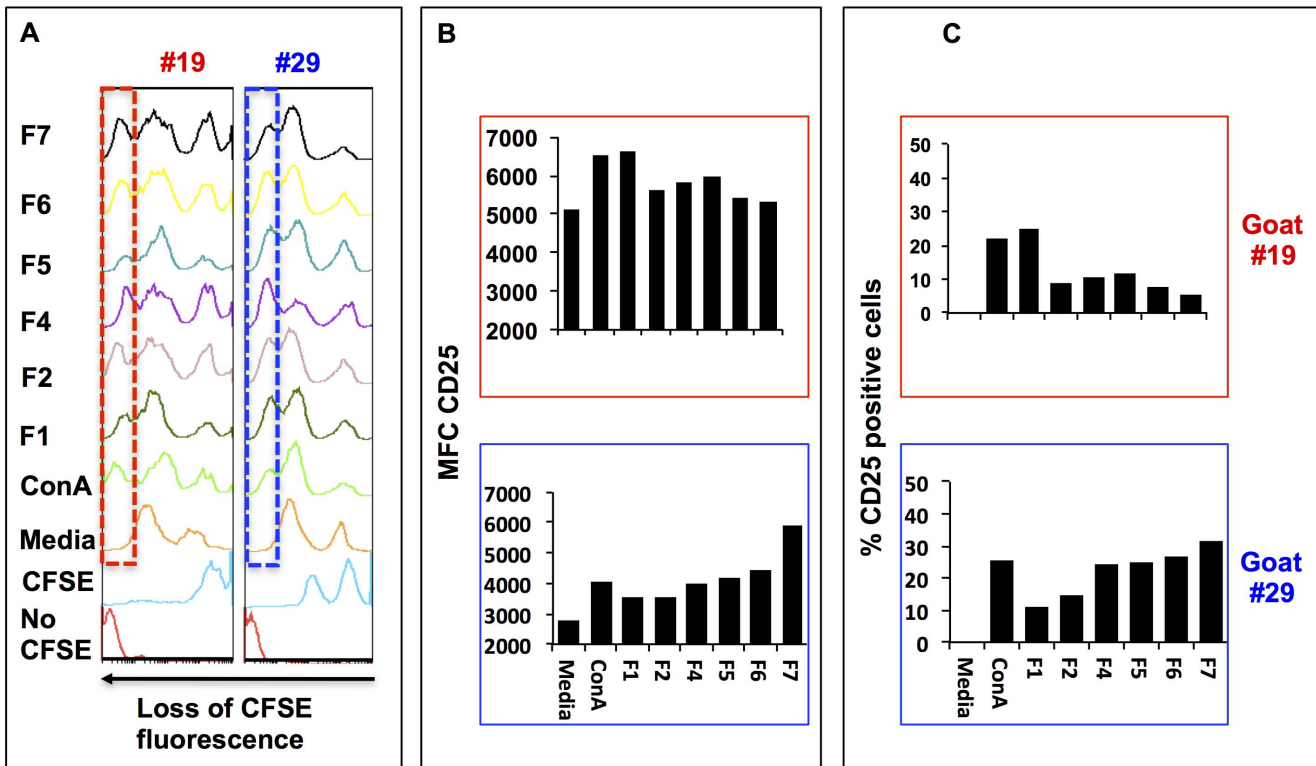 A
#19
#29
F7
F6
F5
F4
F2
F1
ConA
Media
CFSE
No
CFSE
Loss of CFSE
fluorescence
B
MFC CD25
7000
6000
5000
4000
3000
2000
7000
6000
5000
4000
3000
2000
Media
ConA
F1
F2
F4
F5
F6
F7
C
% CD25 positive cells
50
40
30
20
10
0
Goat
#19
50
40
30
20
10
0
Media
ConA
F1
F2
F4
F5
F6
F7
Goat
#29